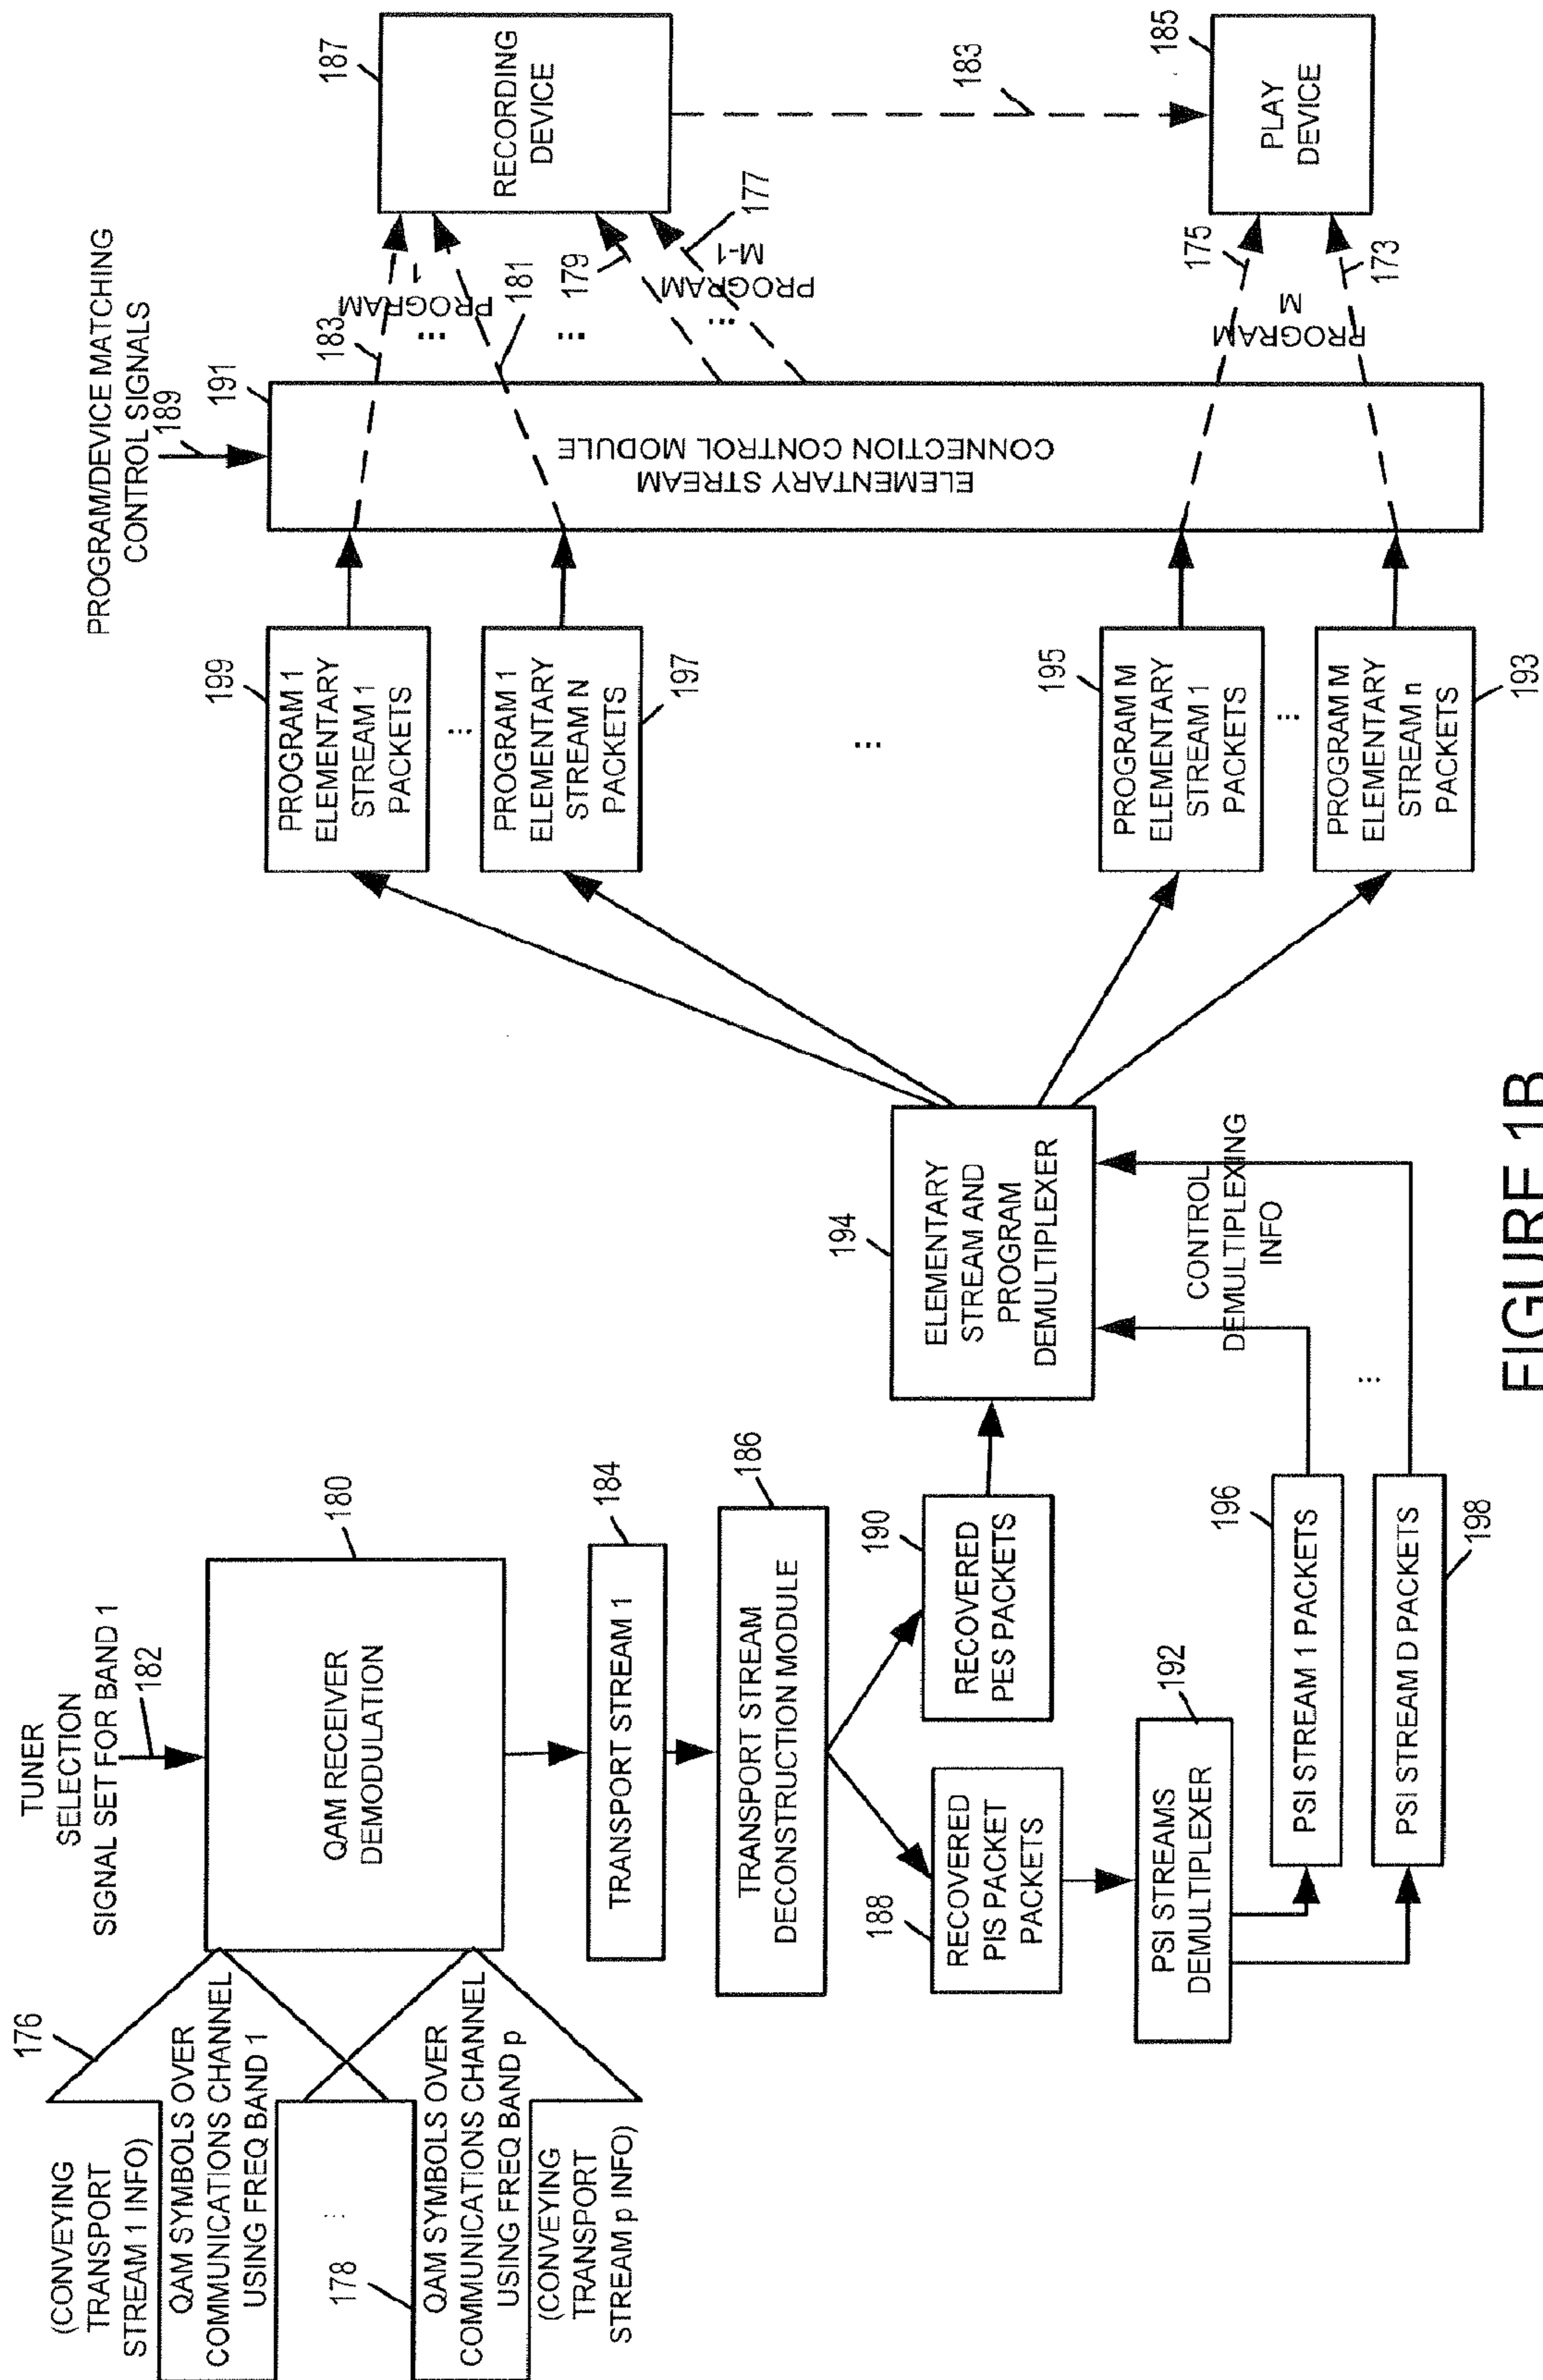 (CONVEYING
TRANSPORT
STREAM 1 INFO)
176
QAM SYMBOLS OVER
COMMUNICATIONS CHANNEL
USING FREQ BAND 1
...
178
QAM SYMBOLS OVER
COMMUNICATIONS CHANNEL
USING FREQ BAND p
(CONVEYING
TRANSPORT
STREAM p INFO)
TUNER
SELECTION
SIGNAL SET FOR BAND 1
182
180
QAM RECEIVER
DEMODULATION
184
TRANSPORT STREAM 1
186
TRANSPORT STREAM
DECONSTRUCTION MODULE
188
RECOVERED
PIS PACKET
PACKETS
190
RECOVERED
PES PACKETS
192
PSI STREAMS
DEMULTIPLEXER
196
PSI STREAM 1 PACKETS
PSI STREAM D PACKETS
198
...
CONTROL
DEMULTIPLEXING
INFO
194
ELEMENTARY
STREAM AND
PROGRAM
DEMULTIPLEXER
199
PROGRAM 1
ELEMENTARY
STREAM 1
PACKETS
...
PROGRAM 1
ELEMENTARY
STREAM N
PACKETS
197
...
195
PROGRAM M
ELEMENTARY
STREAM 1
PACKETS
...
PROGRAM M
ELEMENTARY
STREAM n
PACKETS
193
PROGRAM/DEVICE MATCHING
CONTROL SIGNALS
189
191
ELEMENTARY STREAM
CONNECTION CONTROL MODULE
183
PROGRAM
1
...
181
...
179
PROGRAM
M-1
...
177
175
PROGRAM
M
173
187
RECORDING
DEVICE
183
185
PLAY
DEVICE
FIGURE 1B